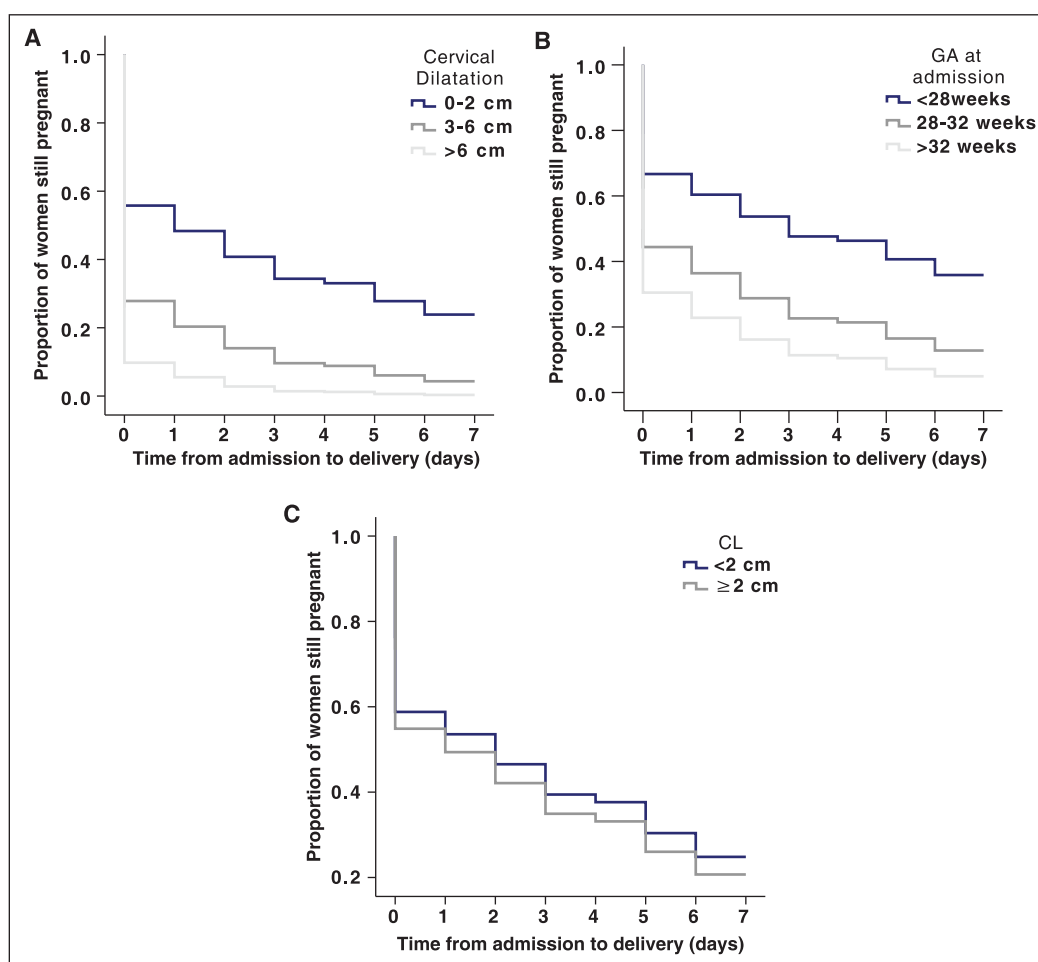 A
Cervical
Dilatation
0-2 cm
3-6 cm
>6 cm
1.0
0.8
0.6
0.4
0.2
0.0
Proportion of women still pregnant
0 1 2 3 4 5 6 7
Time from admission to delivery (days)
B
GA at
admission
<28weeks
28-32 weeks
>32 weeks
1.0
0.8
0.6
0.4
0.2
0.0
Proportion of women still pregnant
0 1 2 3 4 5 6 7
Time from admission to delivery (days)
C
CL
<2 cm
≥2 cm
1.0
0.8
0.6
0.4
0.2
Proportion of women still pregnant
0 1 2 3 4 5 6 7
Time from admission to delivery (days)